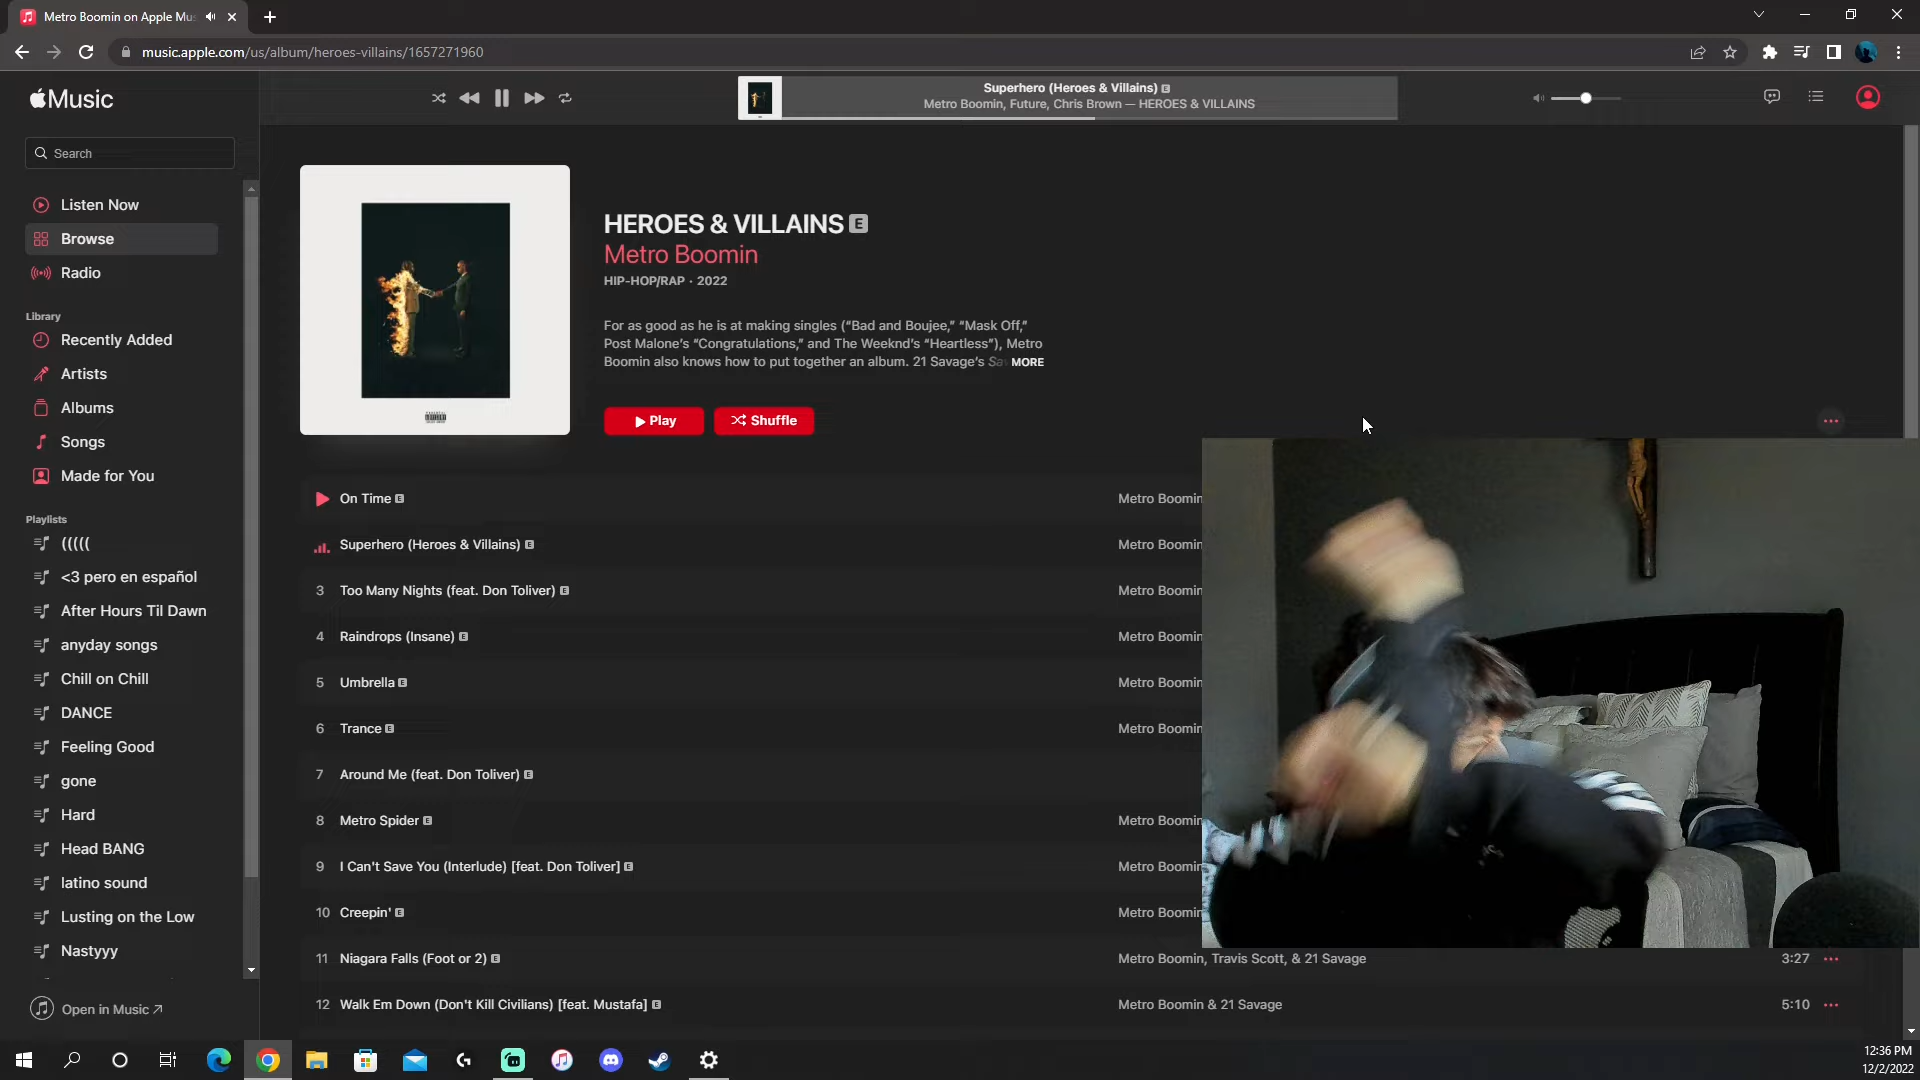 Metro Boomin on Apple Mu
music.apple.com/us/album/heroes-villains/1657271960
Music
Superhero (Heroes & Villains) E
Metro Boomin, Future, Chris Brown — HEROES & VILLAINS
Search
Listen Now
Browse
Radio
Library
Recently Added
Artists
Albums
Songs
Made for You
Playlists
(((((
<3 pero en español
After Hours Til Dawn
anyday songs
Chill on Chill
DANCE
Feeling Good
gone
Hard
Head BANG
latino sound
Lusting on the Low
Nastyyy
Open in Music ↗
HEROES & VILLAINS E
Metro Boomin
HIP-HOP/RAP · 2022
For as good as he is at making singles (“Bad and Boujee,” “Mask Off,”
Post Malone’s “Congratulations,” and The Weeknd’s “Heartless”), Metro
Boomin also knows how to put together an album. 21 Savage’s Sa MORE
Play
Shuffle
On Time E Metro Boomin
Superhero (Heroes & Villains) E Metro Boomin
3 Too Many Nights (feat. Don Toliver) E Metro Boomin
4 Raindrops (Insane) E Metro Boomin
5 Umbrella E Metro Boomin
6 Trance E Metro Boomin
7 Around Me (feat. Don Toliver) E
8 Metro Spider E Metro Boomin
9 I Can't Save You (Interlude) [feat. Don Toliver] E Metro Boomin
10 Creepin' E Metro Boomin
11 Niagara Falls (Foot or 2) E Metro Boomin, Travis Scott, & 21 Savage 3:27
12 Walk Em Down (Don't Kill Civilians) [feat. Mustafa] E Metro Boomin & 21 Savage 5:10
12:36 PM
12/2/2022